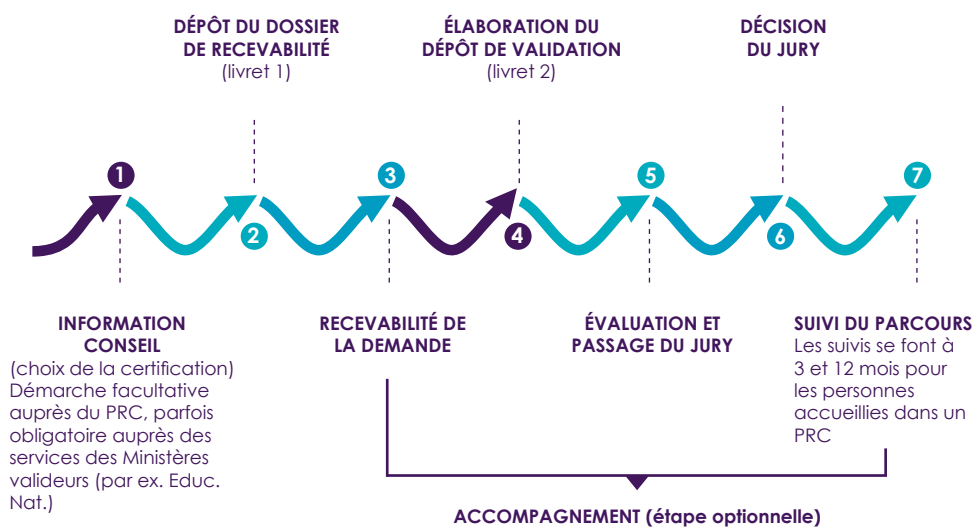 DÉPÔT DU DOSSIER
DE RECEVABILITÉ
(livret 1)
ÉLABORATION DU
DÉPÔT DE VALIDATION
(livret 2)
DÉCISION
DU JURY
1
2
3
4
5
6
7
INFORMATION
CONSEIL
(choix de la certification)
Démarche facultative
auprès du PRC, parfois
obligatoire auprès des
services des Ministères
valideurs (par ex. Educ.
Nat.)
RECEVABILITÉ DE
LA DEMANDE
ÉVALUATION ET
PASSAGE DU JURY
SUIVI DU PARCOURS
Les suivis se font à
3 et 12 mois pour
les personnes
accueillies dans un
PRC
ACCOMPAGNEMENT (étape optionnelle)